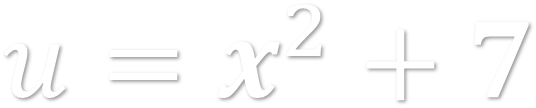 u = x² + 7